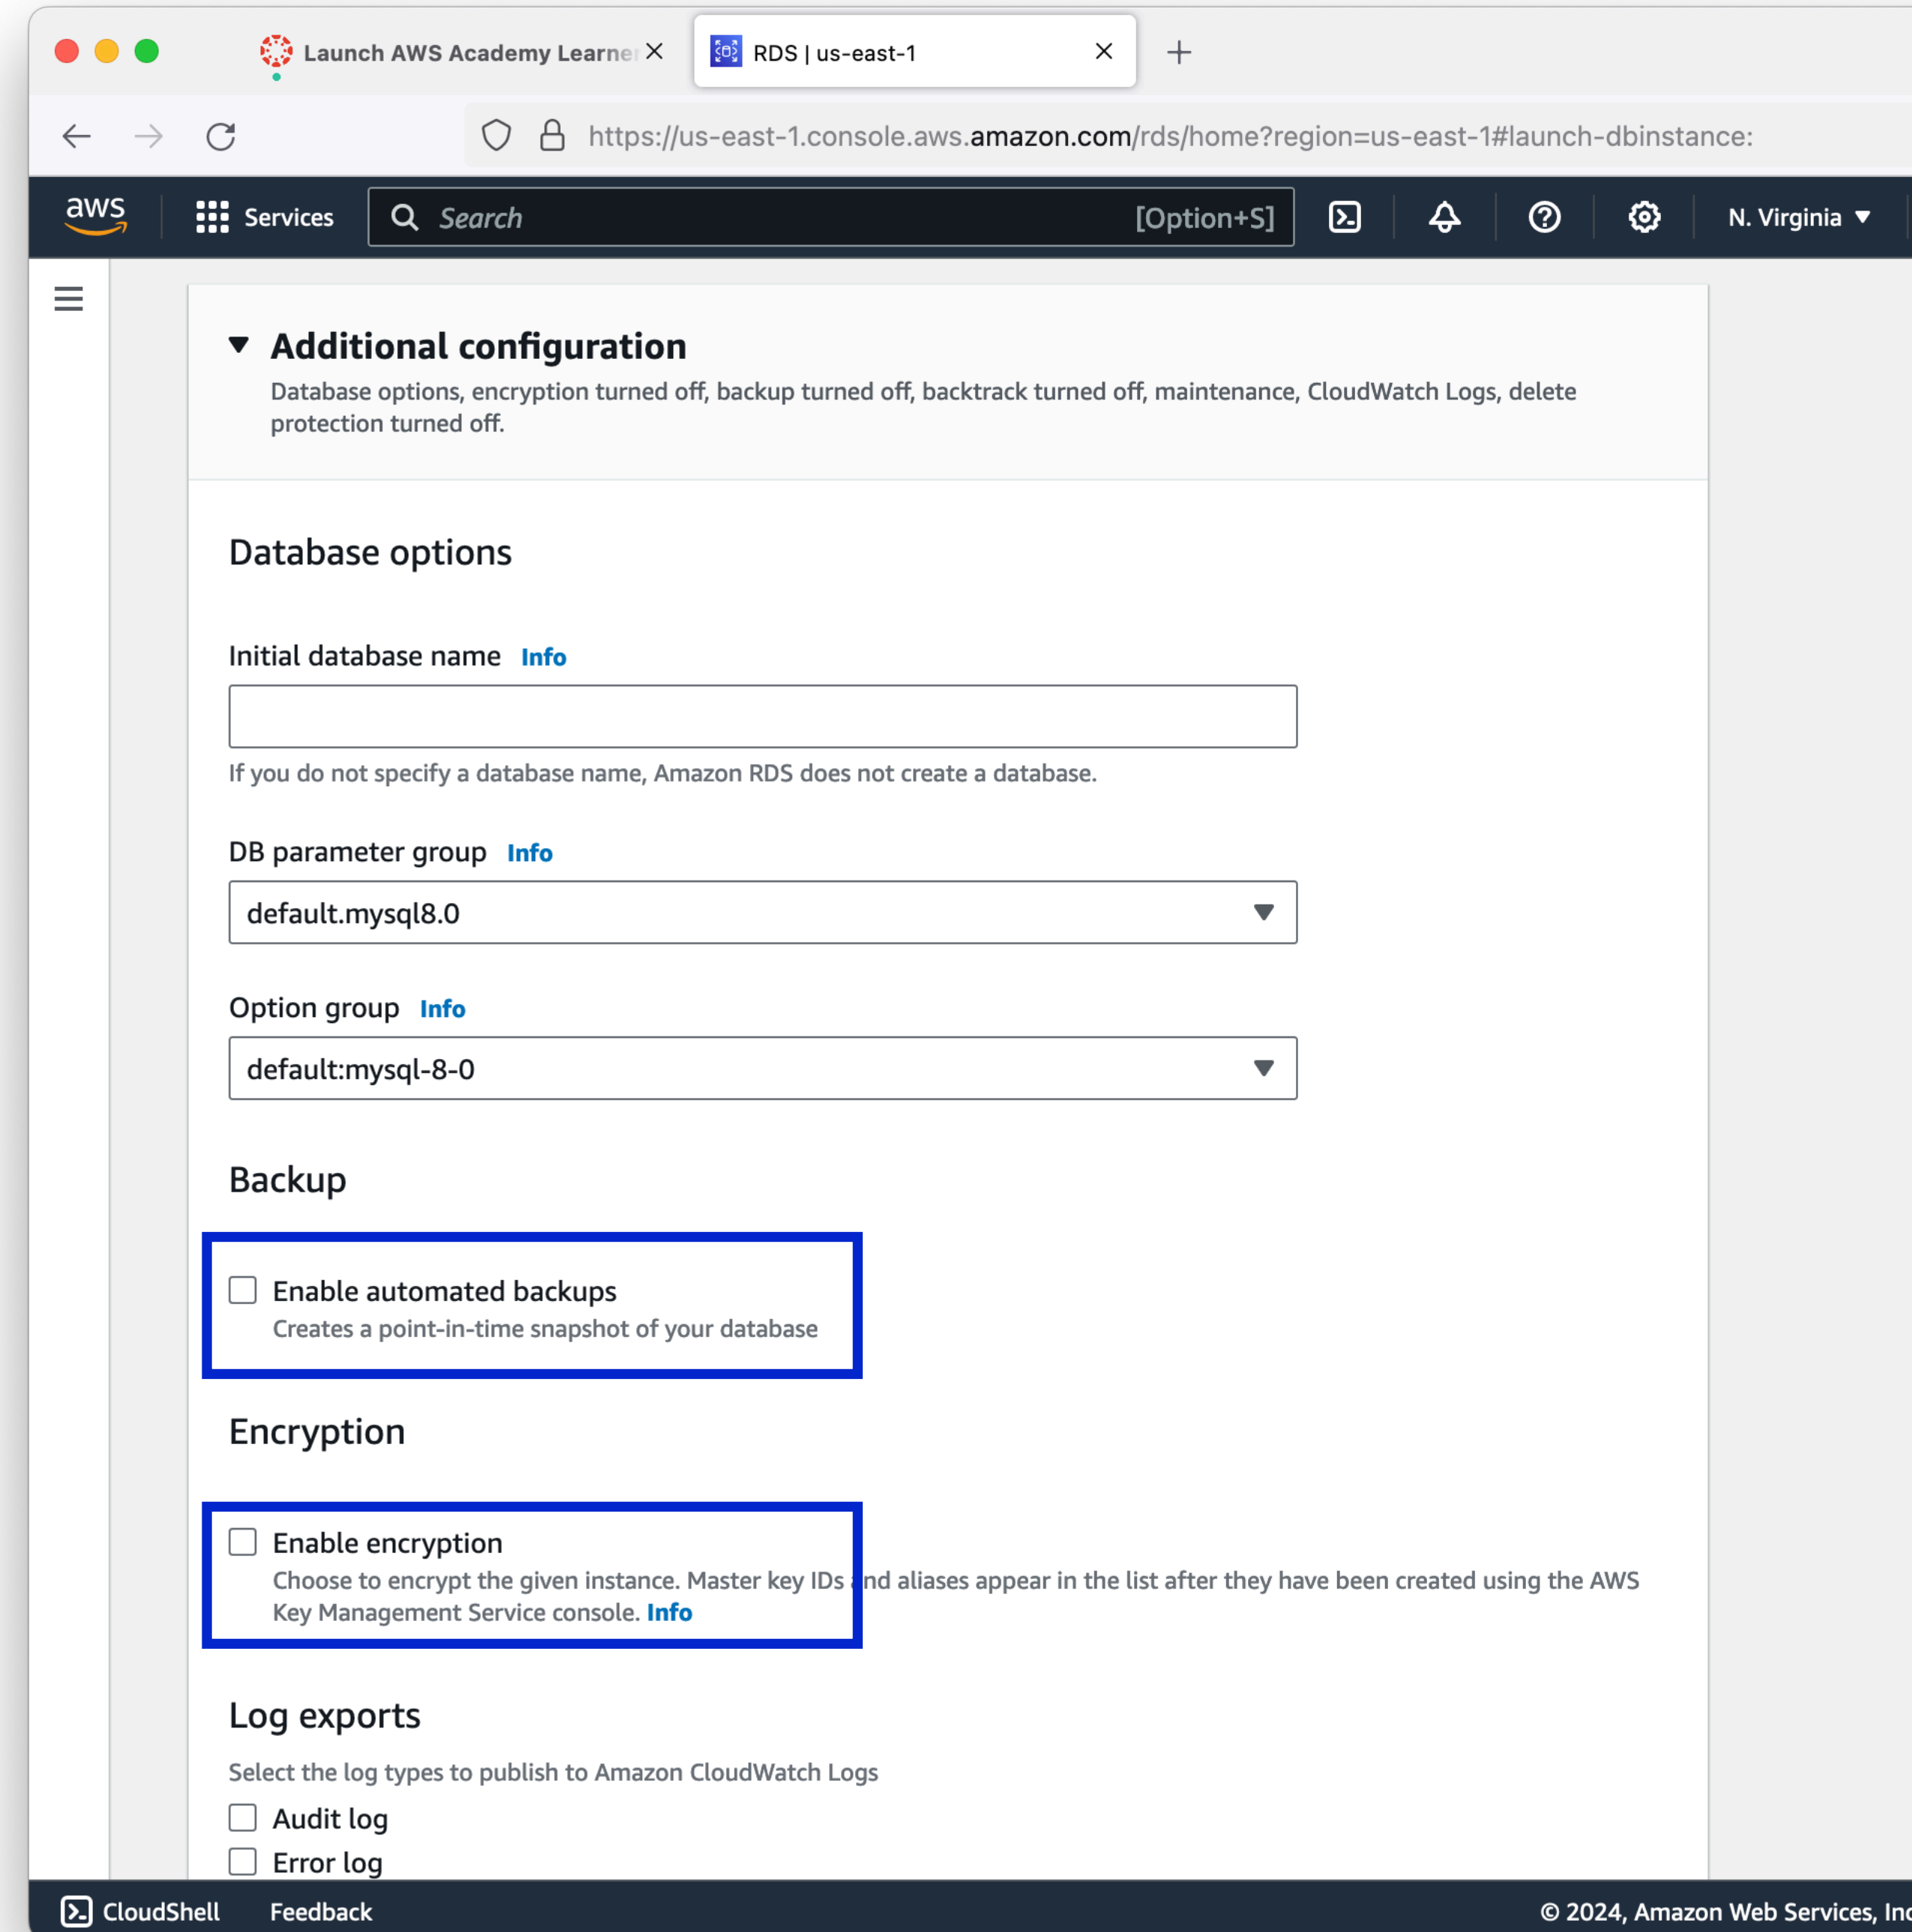 Launch AWS Academy Learner
RDS | us-east-1
https://us-east-1.console.aws.amazon.com/rds/home?region=us-east-1#launch-dbinstance:
aws
Services
Search
[Option+S]
N. Virginia
Additional configuration
Database options, encryption turned off, backup turned off, backtrack turned off, maintenance, CloudWatch Logs, delete
protection turned off.
Database options
Initial database name Info
If you do not specify a database name, Amazon RDS does not create a database.
DB parameter group Info
default.mysql8.0
Option group Info
default:mysql-8-0
Backup
Enable automated backups
Creates a point-in-time snapshot of your database
Encryption
Enable encryption
Choose to encrypt the given instance. Master key IDs and aliases appear in the list after they have been created using the AWS
Key Management Service console. Info
Log exports
Select the log types to publish to Amazon CloudWatch Logs
Audit log
Error log
CloudShell
Feedback
© 2024, Amazon Web Services, Inc